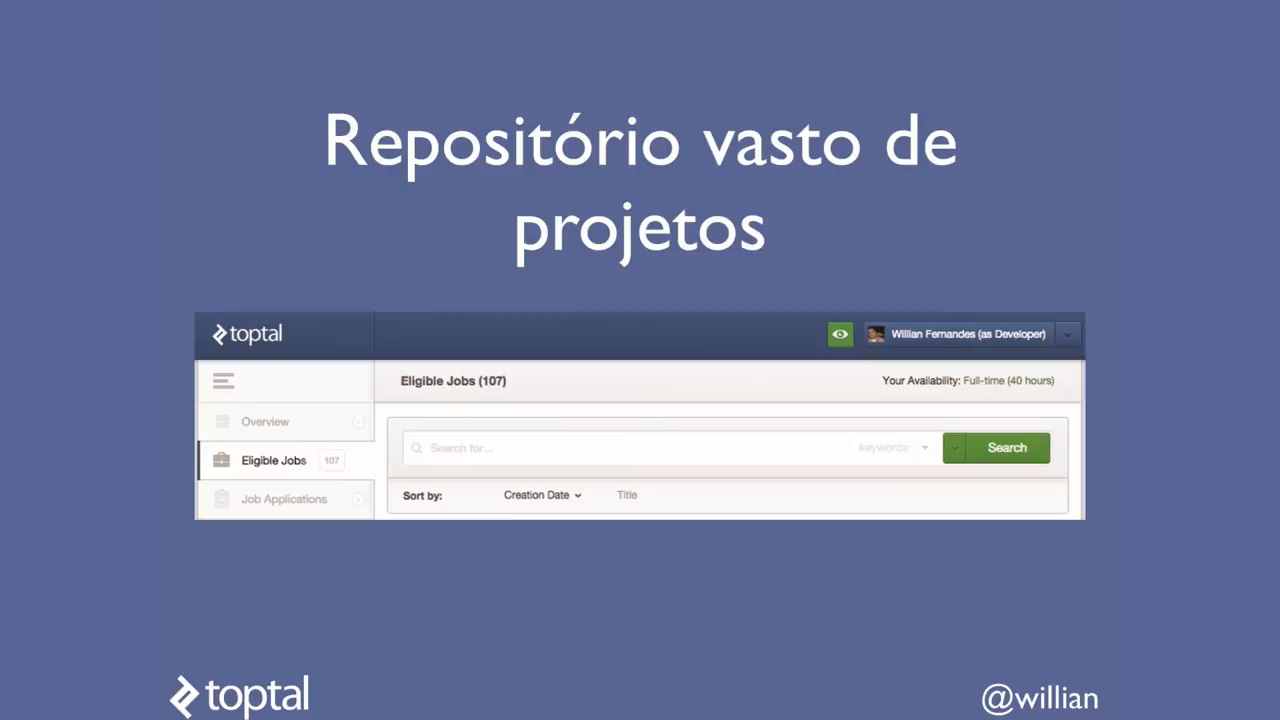 Repositório vasto de
projetos
toptal
Willian Fernandes (as Developer)
Eligible Jobs (107)
Your Availability: Full-time (40 hours)
Overview
Search for...
keywords
Search
Eligible Jobs
107
Sort by:
Creation Date
Title
Job Applications
toptal
@willian